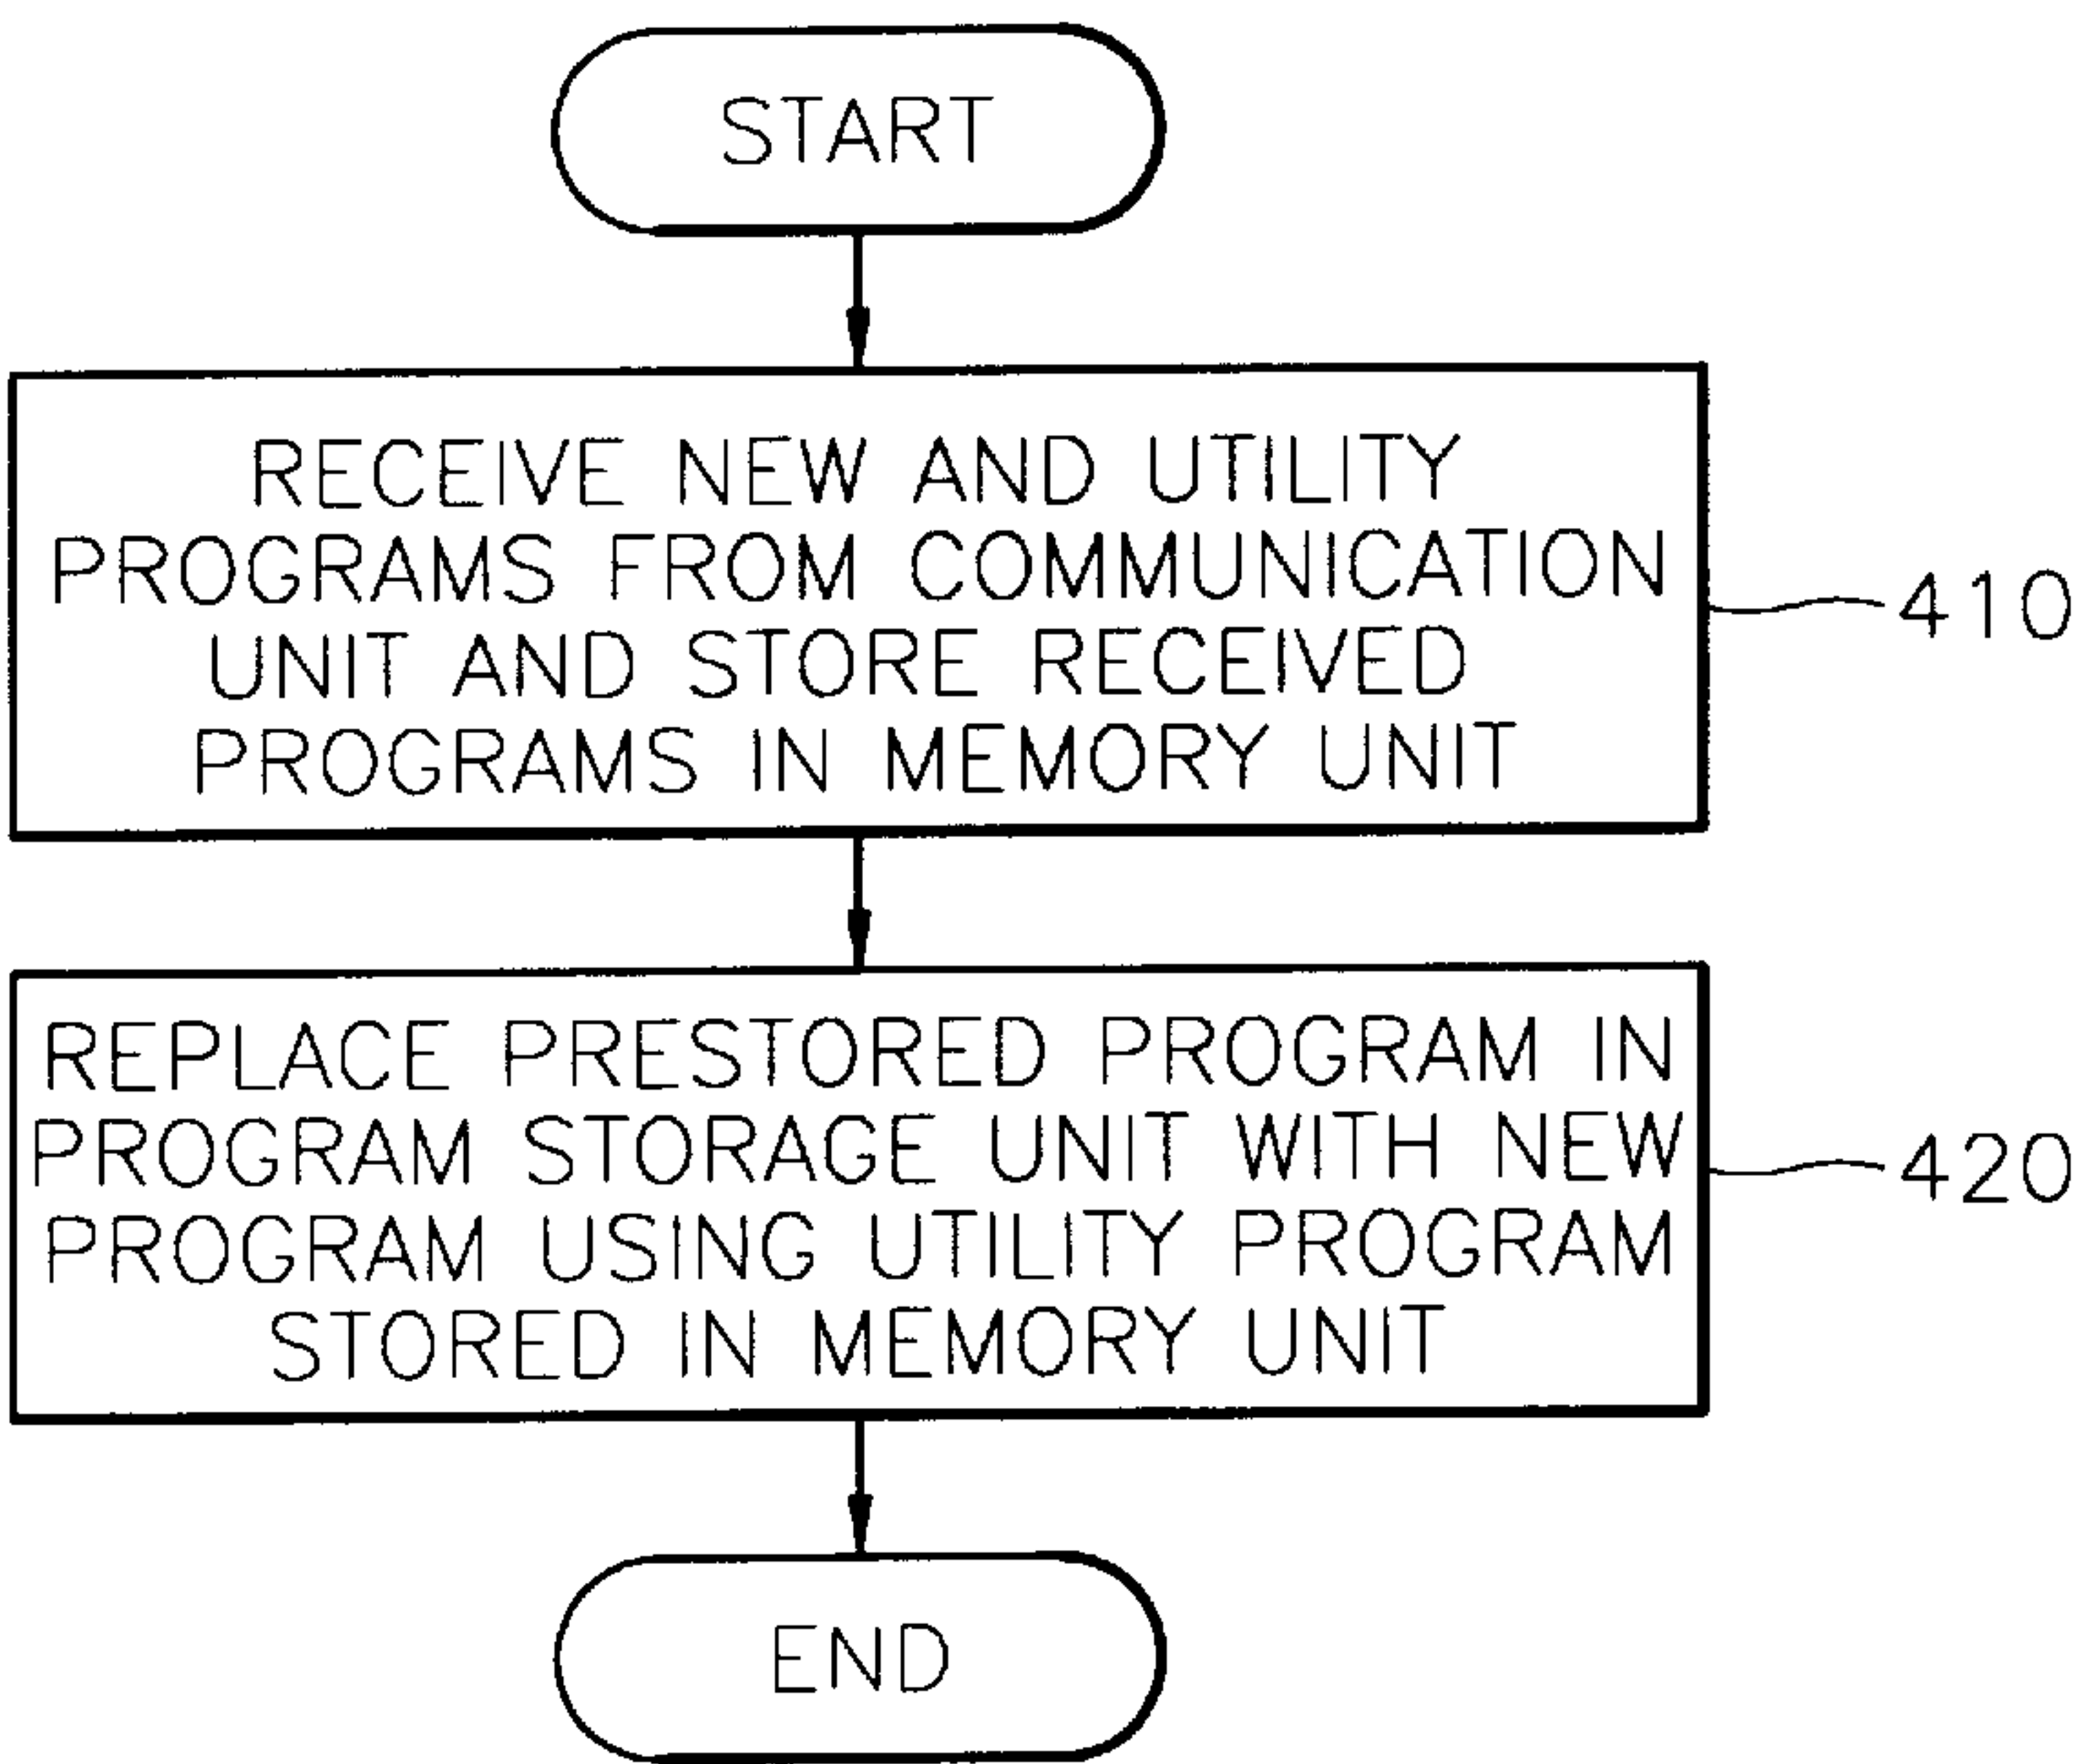 START
RECEIVE NEW AND UTILITY
PROGRAMS FROM COMMUNICATION
UNIT AND STORE RECEIVED
PROGRAMS IN MEMORY UNIT
410
REPLACE PRESTORED PROGRAM IN
PROGRAM STORAGE UNIT WITH NEW
PROGRAM USING UTILITY PROGRAM
STORED IN MEMORY UNIT
420
END